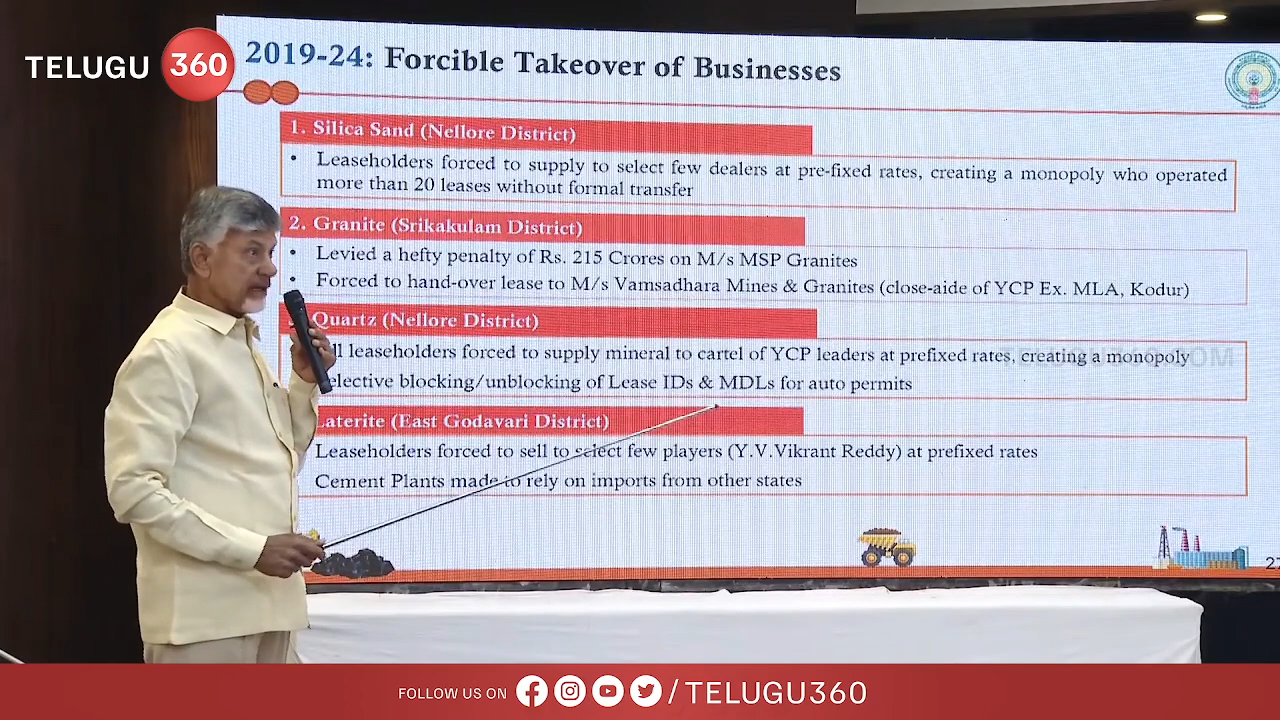 TELUGU 360
2019-24: Forcible Takeover of Businesses
1. Silica Sand (Nellore District)
• Leaseholders forced to supply to select few dealers at pre-fixed rates, creating a monopoly who operated
more than 20 leases without formal transfer
2. Granite (Srikakulam District)
• Levied a hefty penalty of Rs. 215 Crores on M/s MSP Granites
• Forced to hand-over lease to M/s Vamsadhara Mines & Granites (close-aide of YCP Ex. MLA, Kodur)
Quartz (Nellore District)
leaseholders forced to supply mineral to cartel of YCP leaders at prefixed rates, creating a monopoly
elective blocking/unblocking of Lease IDs & MDLs for auto permits
Laterite (East Godavari District)
Leaseholders forced to sell to select few players (Y.V.Vikrant Reddy) at prefixed rates
Cement Plants made to rely on imports from other states
FOLLOW US ON / TELUGU360